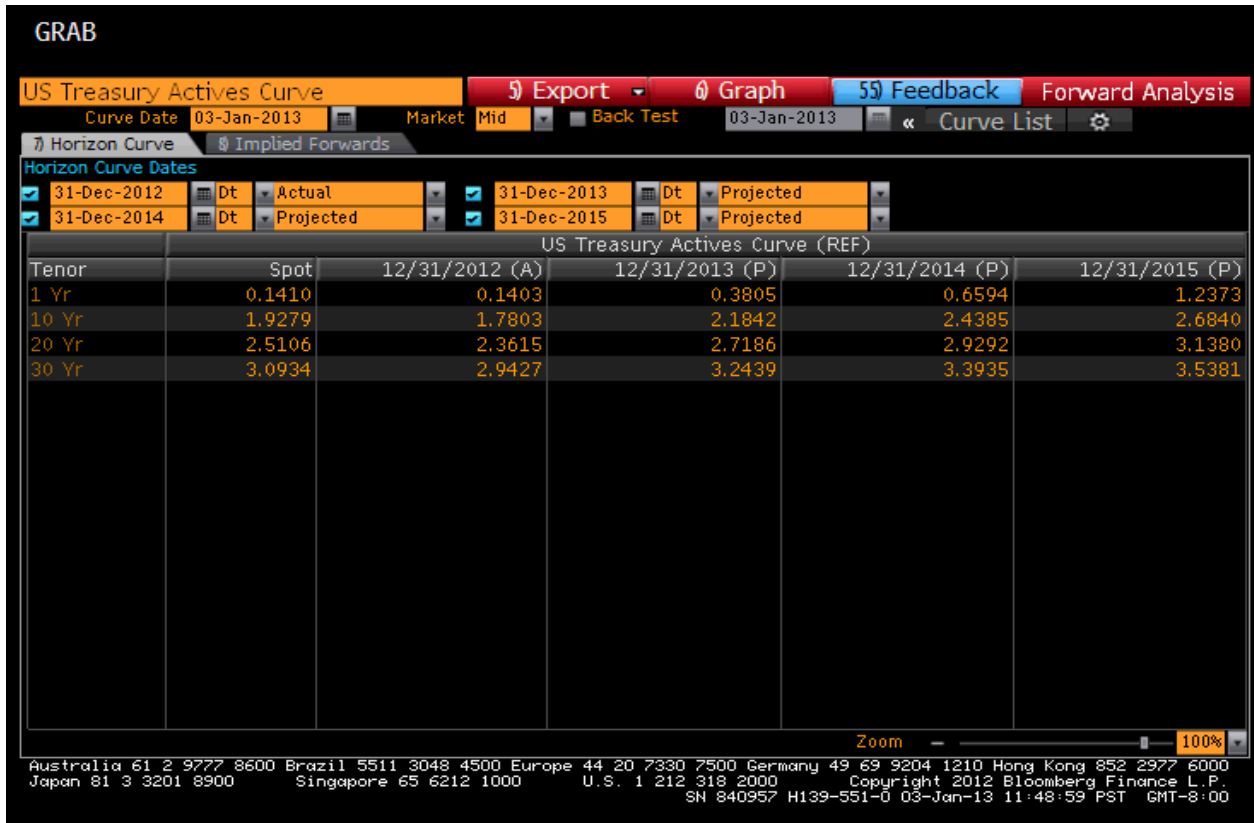 GRAB
US Treasury Actives Curve 5) Export 6) Graph 55) Feedback Forward Analysis
Curve Date 03-Jan-2013 Market Mid Back Test 03-Jan-2013 « Curve List
7) Horizon Curve 8) Implied Forwards
Horizon Curve Dates
31-Dec-2012 Dt Actual 31-Dec-2013 Dt Projected
31-Dec-2014 Dt Projected 31-Dec-2015 Dt Projected
US Treasury Actives Curve (REF)
Tenor Spot 12/31/2012 (A) 12/31/2013 (P) 12/31/2014 (P) 12/31/2015 (P)
1 Yr 0.1410 0.1403 0.3805 0.6594 1.2373
10 Yr 1.9279 1.7803 2.1842 2.4385 2.6840
20 Yr 2.5106 2.3615 2.7186 2.9292 3.1380
30 Yr 3.0934 2.9427 3.2439 3.3935 3.5381
Zoom 100%
Australia 61 2 9777 8600 Brazil 5511 3048 4500 Europe 44 20 7330 7500 Germany 49 69 9204 1210 Hong Kong 852 2977 6000
Japan 81 3 3201 8900 Singapore 65 6212 1000 U.S. 1 212 318 2000 Copyright 2012 Bloomberg Finance L.P.
SN 840957 H139-551-0 03-Jan-13 11:48:59 PST GMT-8:00